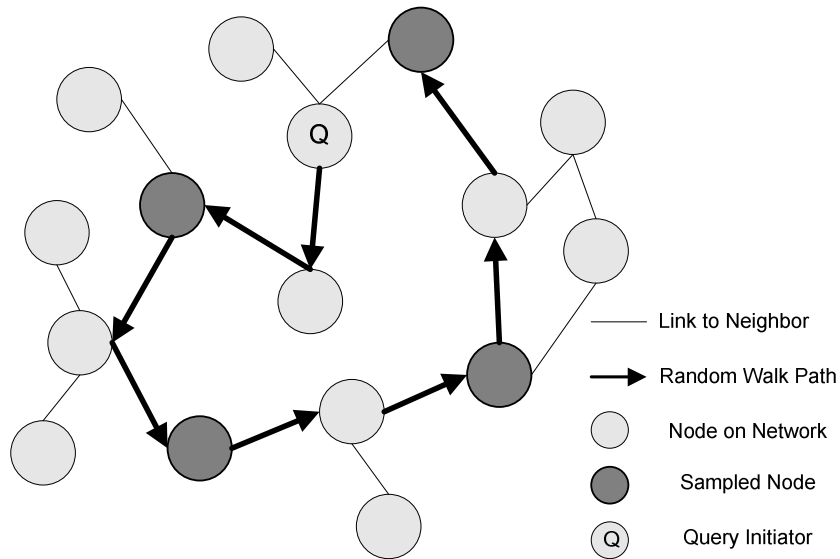 Q
Link to Neighbor
Random Walk Path
Node on Network
Sampled Node
Q Query Initiator